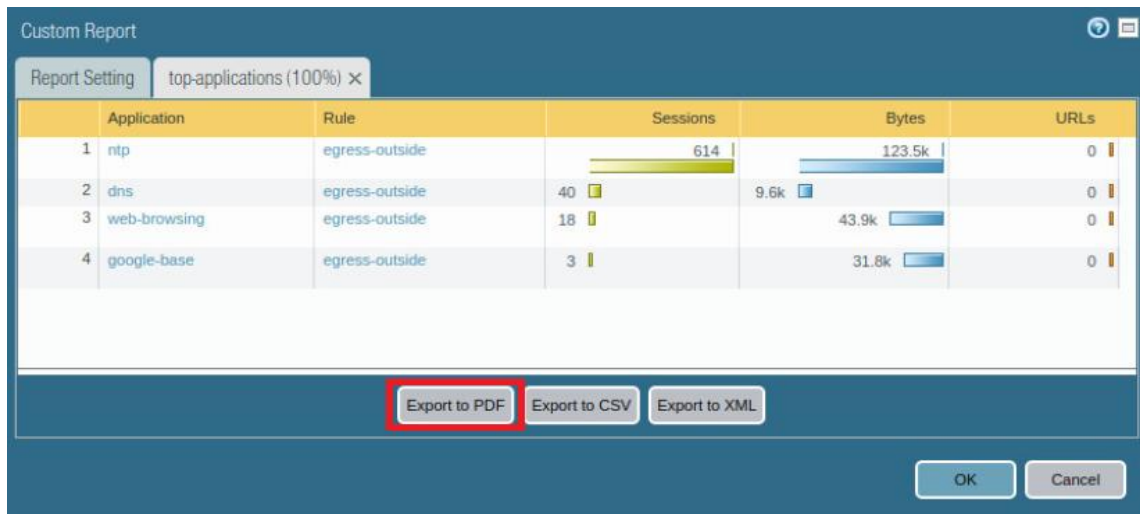 Custom Report
Report Setting top-applications (100%) ×
Application Rule Sessions Bytes URLs
1 ntp egress-outside 614 123.5k 0
2 dns egress-outside 40 9.6k 0
3 web-browsing egress-outside 18 43.9k 0
4 google-base egress-outside 3 31.8k 0
Export to PDF Export to CSV Export to XML
OK Cancel